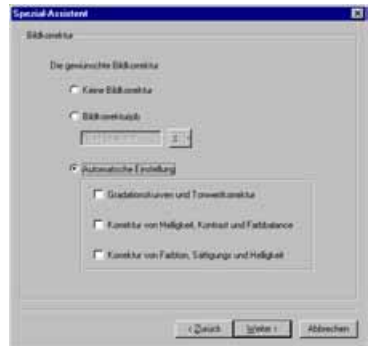 Spezial-Assistent
Bildkorrektur
Die gewünschte Bildkorrektur
Keine Bildkorrektur
Bildkorrekturjob
Automatische Einstellung
Gradationskurven und Tonwertkorrektur
Korrektur von Helligkeit, Kontrast und Farbbalance
Korrektur von Farbton, Sättigungs und Helligkeit
< Zurück Weiter > Abbrechen